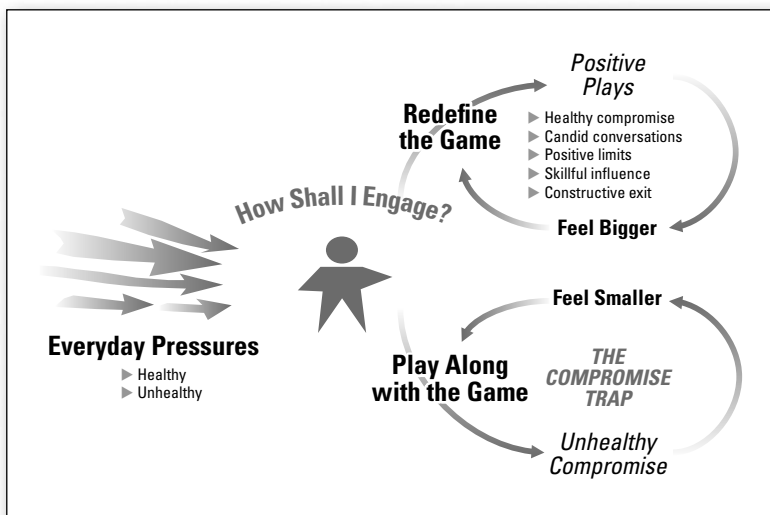 How Shall I Engage?
Everyday Pressures
▶ Healthy
▶ Unhealthy
Redefine
the Game
Positive
Plays
▶ Healthy compromise
▶ Candid conversations
▶ Positive limits
▶ Skillful influence
▶ Constructive exit
Feel Bigger
Feel Smaller
Play Along
with the Game
THE
COMPROMISE
TRAP
Unhealthy
Compromise